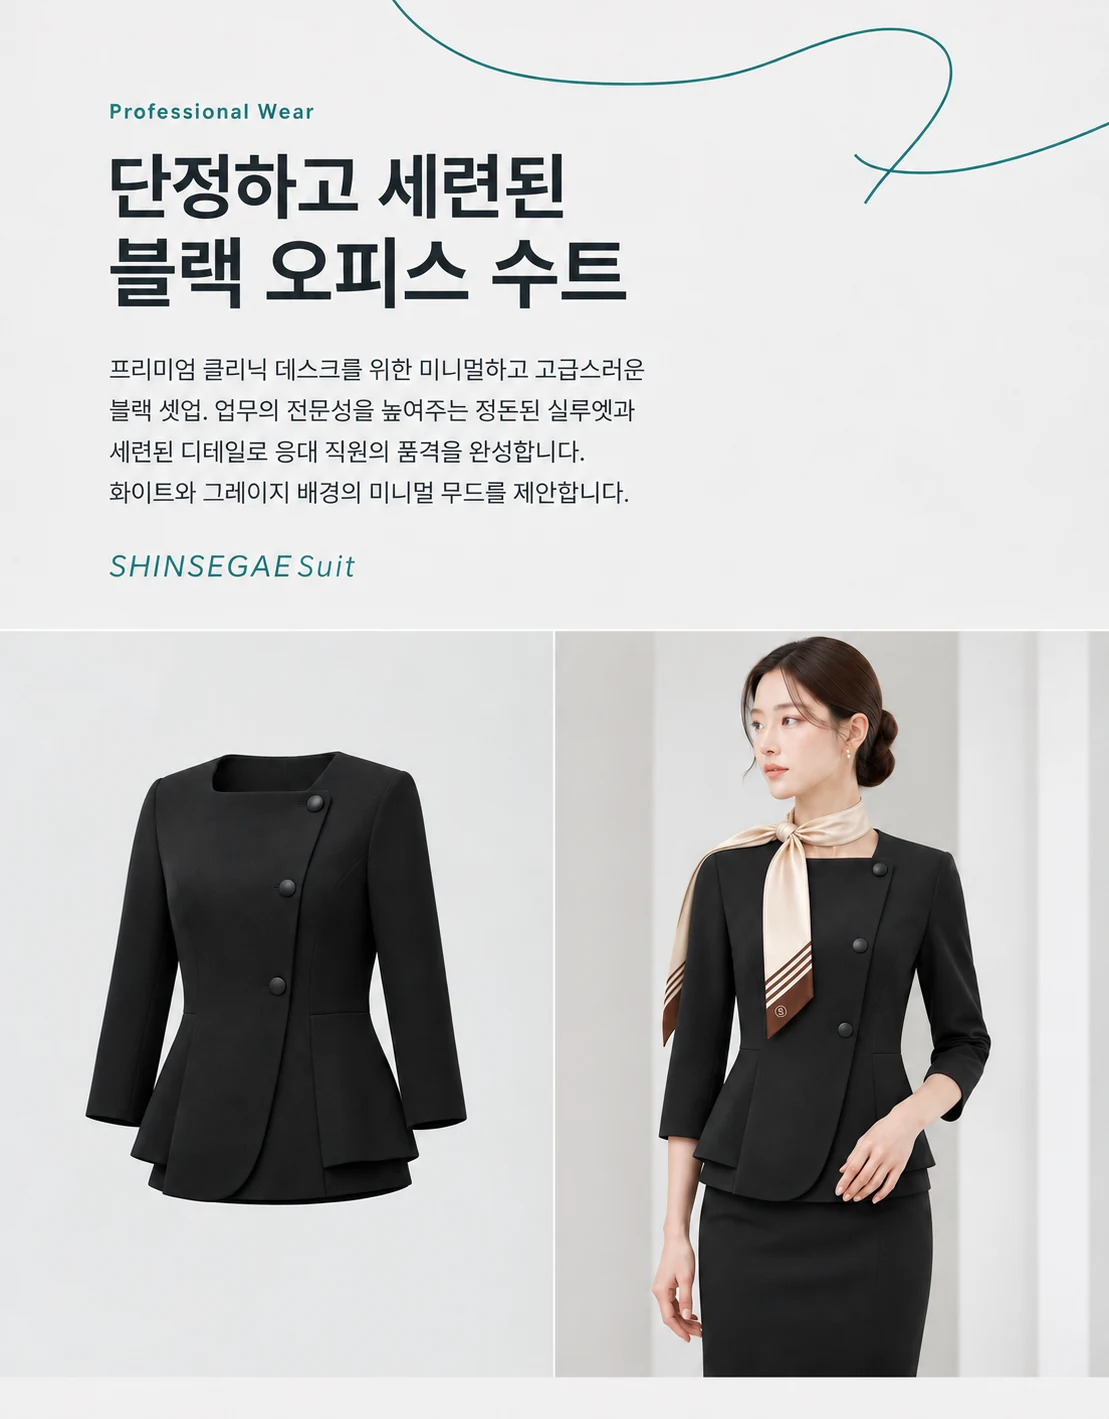 Professional Wear
단정하고 세련된
블랙 오피스 수트
프리미엄 클리닉 데스크를 위한 미니멀하고 고급스러운
블랙 셋업. 업무의 전문성을 높여주는 정돈된 실루엣과
세련된 디테일로 응대 직원의 품격을 완성합니다.
화이트와 그레이지 배경의 미니멀 무드를 제안합니다.
SHINSEGAE Suit
S